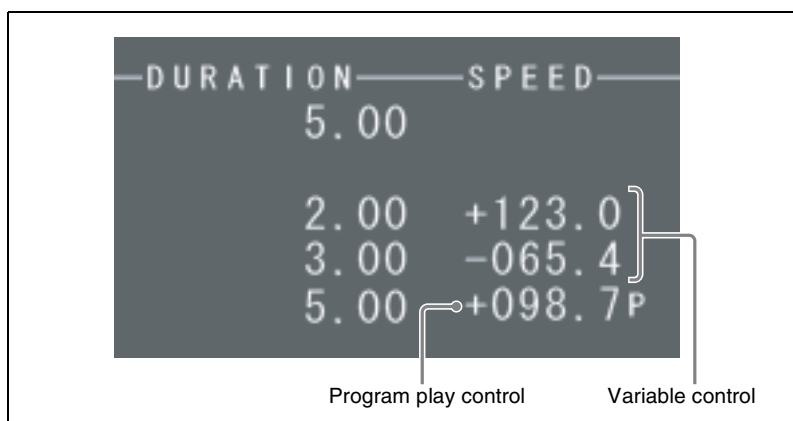 DURATION SPEED
5.00
2.00 +123.0
3.00 -065.4
5.00 +098.7P
Program play control Variable control